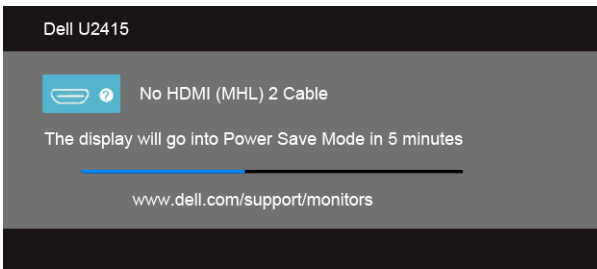 Dell U2415
? No HDMI (MHL) 2 Cable
The display will go into Power Save Mode in 5 minutes
www.dell.com/support/monitors